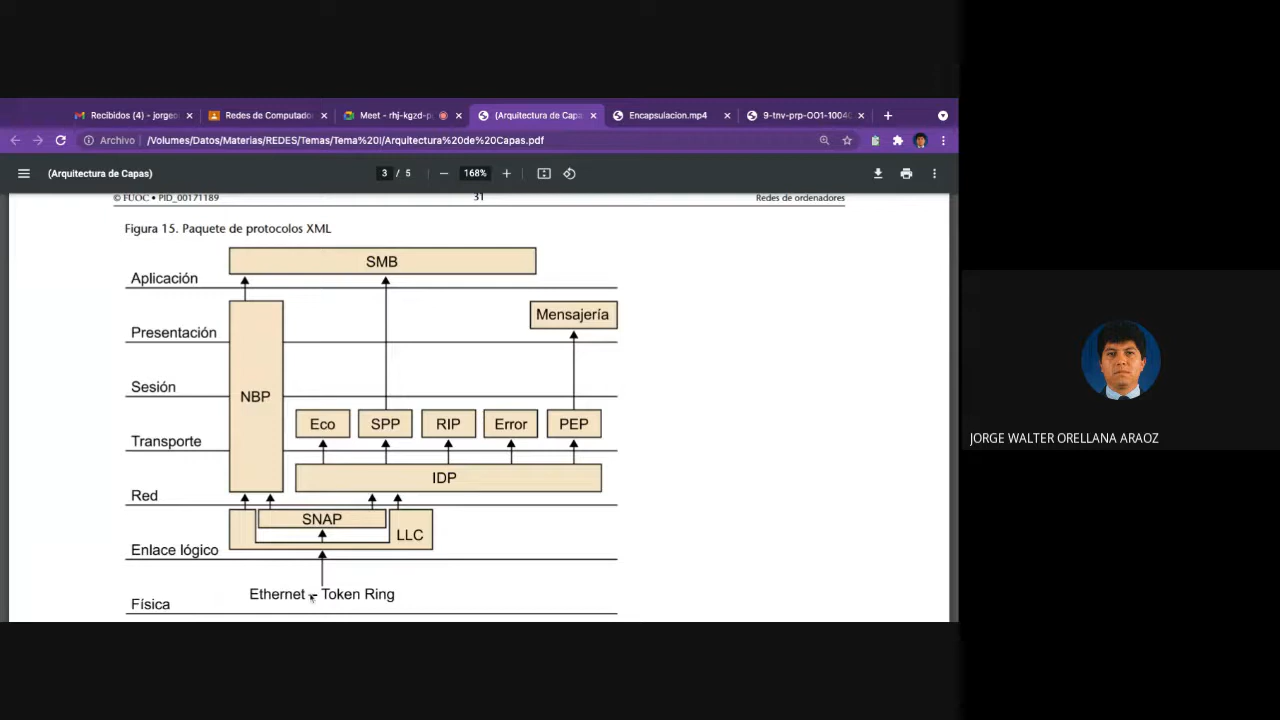 Recibidos (4) - jorgeo
Redes de Computador
Meet - rhj-kgzd-p
(Arquitectura de Capa
Encapsulacion.mp4
9-tnv-prp-OO1-1004C
Archivo
/Volumes/Datos/Materias/REDES/Temas/Tema%20I/Arquitectura%20de%20Capas.pdf
(Arquitectura de Capas)
3 / 5
168%
© FUOC • PID_00171189
31
Redes de ordenadores
Figura 15. Paquete de protocolos XML
SMB
Aplicación
Mensajería
Presentación
Sesión
NBP
Eco
SPP
RIP
Error
PEP
Transporte
IDP
Red
SNAP
LLC
Enlace lógico
Ethernet – Token Ring
Física
JORGE WALTER ORELLANA ARAOZ